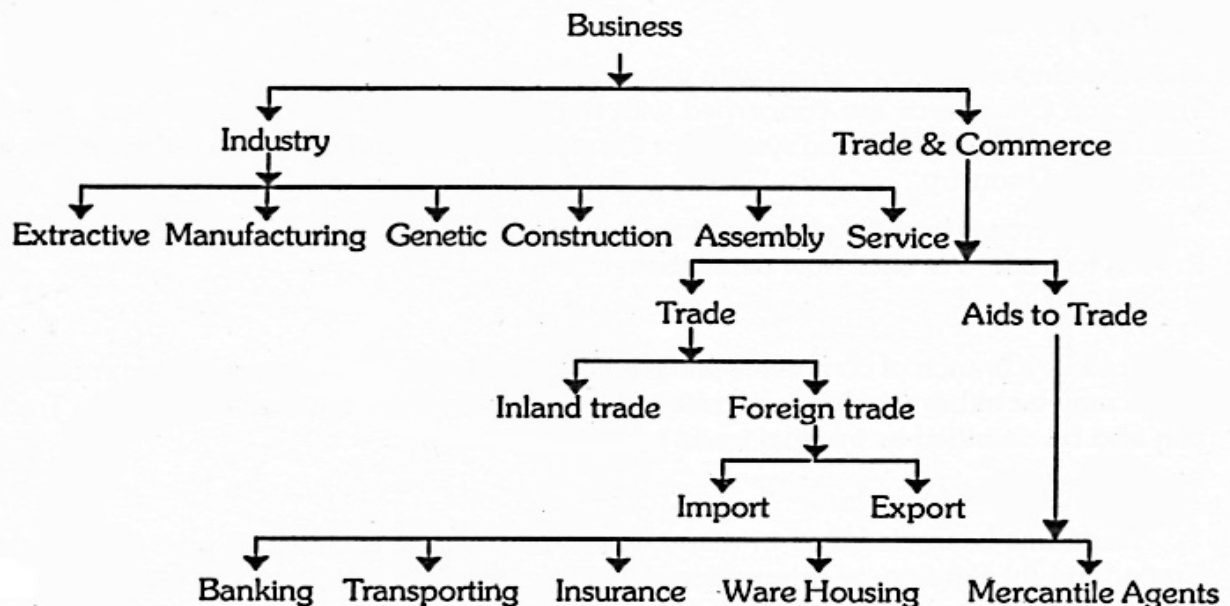 Business
Industry
Trade & Commerce
Extractive Manufacturing Genetic Construction Assembly Service
Trade Aids to Trade
Inland trade Foreign trade
Import Export
Banking Transporting Insurance Ware Housing Mercantile Agents